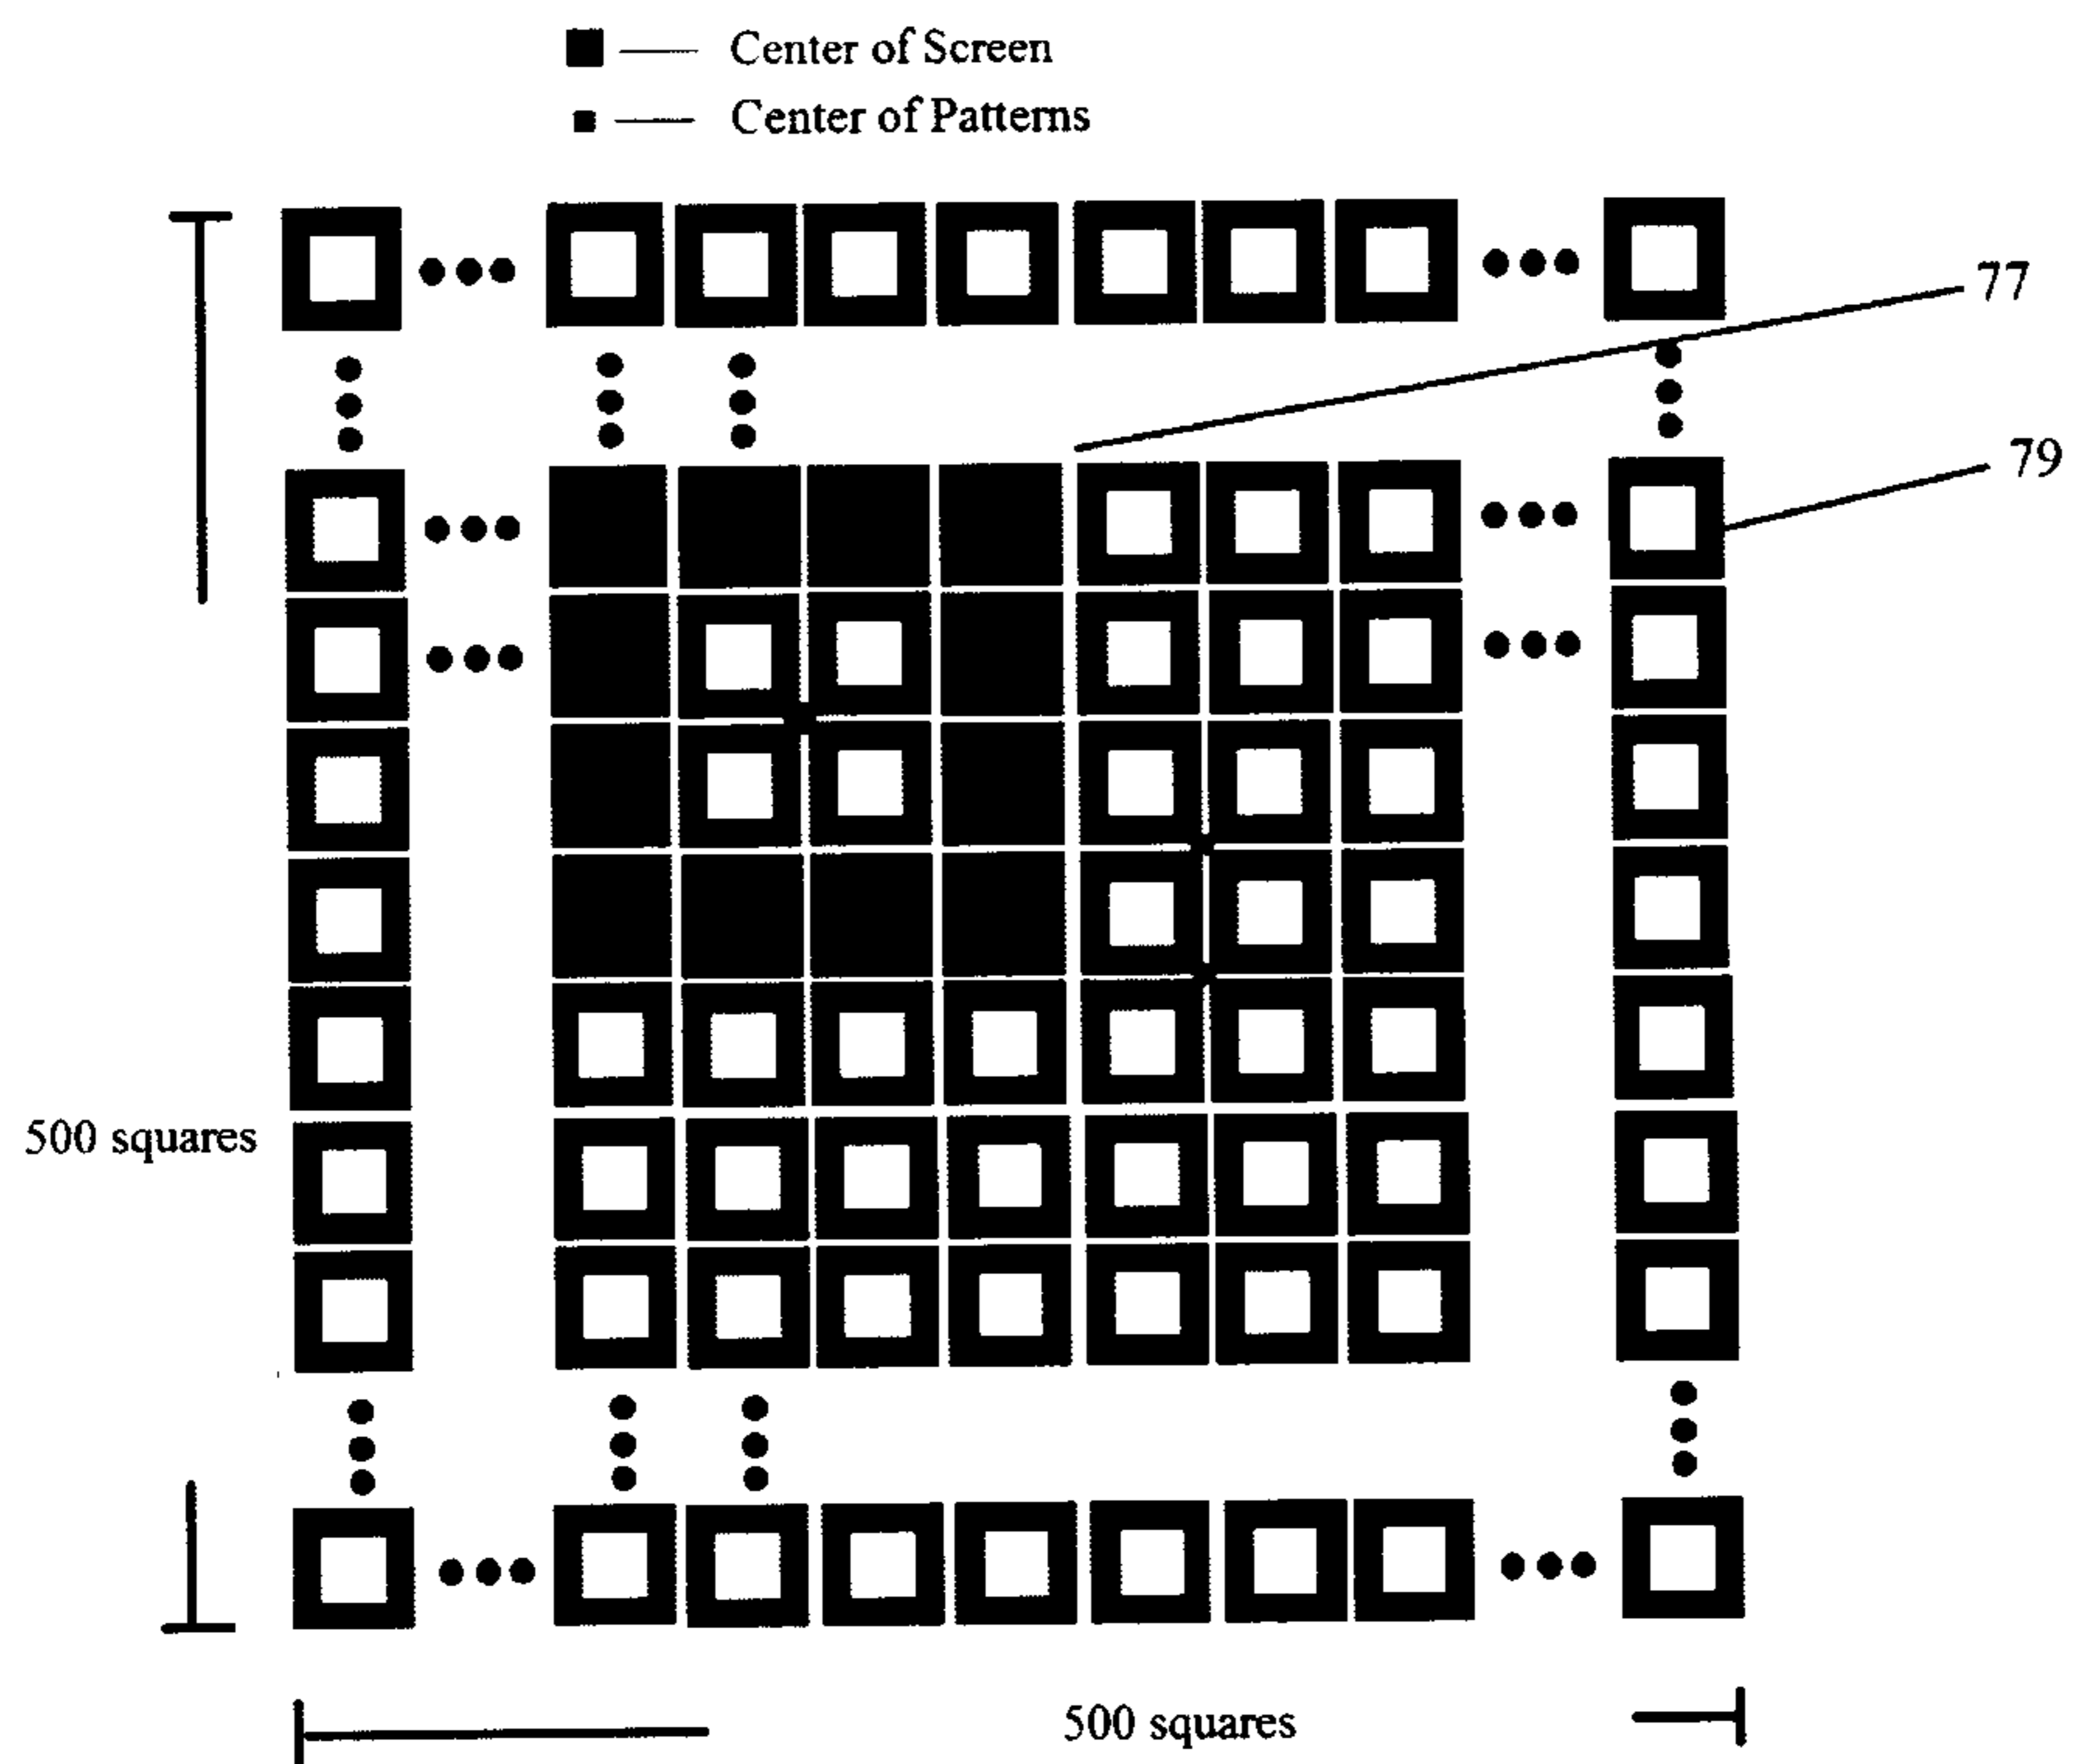 Center of Screen
Center of Patterns
77
79
500 squares
500 squares